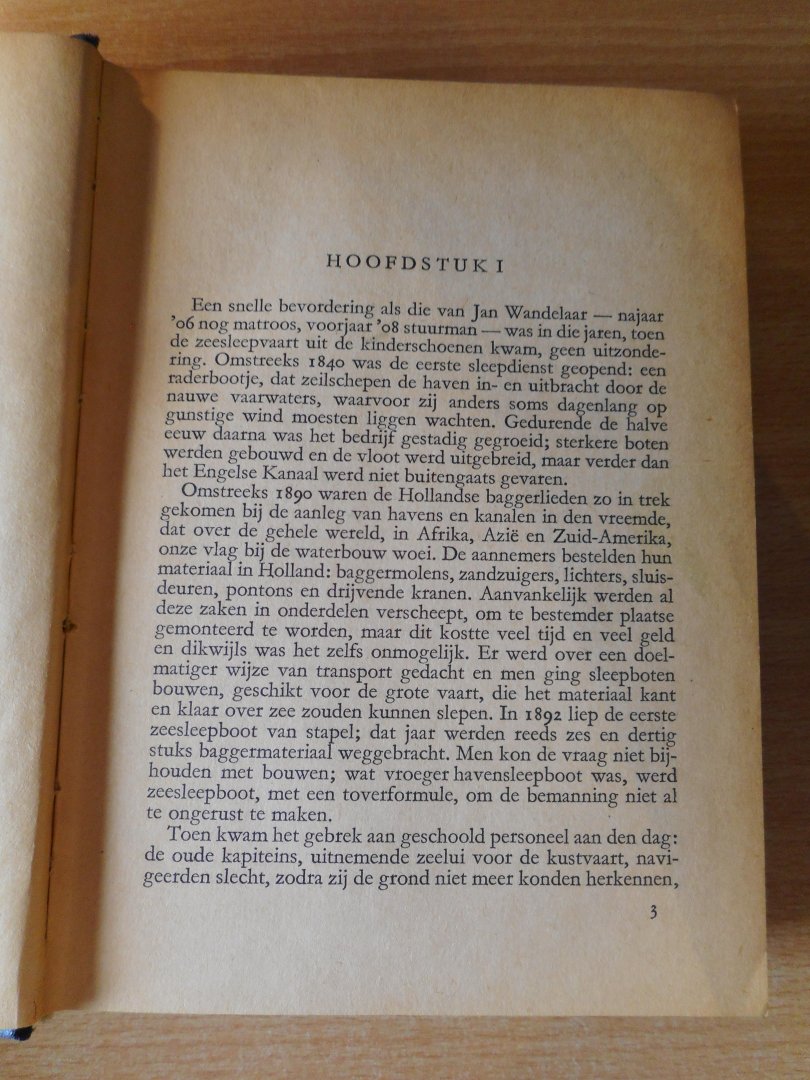 HOOFDSTUK I
Een snelle bevordering als die van Jan Wandelaar — najaar
'06 nog matroos, voorjaar '08 stuurman — was in die jaren, toen
de zeesleepvaart uit de kinderschoenen kwam, geen uitzonde-
ring. Omstreeks 1840 was de eerste sleepdienst geopend: een
raderbootje, dat zeilschepen de haven in- en uitbracht door de
nauwe vaarwaters, waarvoor zij anders soms dagenlang op
gunstige wind moesten liggen wachten. Gedurende de halve
eeuw daarna was het bedrijf gestadig gegroeid; sterkere boten
werden gebouwd en de vloot werd uitgebreid, maar verder dan
het Engelse Kanaal werd niet buitengaats gevaren.
Omstreeks 1890 waren de Hollandse baggerlieden zo in trek
gekomen bij de aanleg van havens en kanalen in den vreemde,
dat over de gehele wereld, in Afrika, Azië en Zuid-Amerika,
onze vlag bij de waterbouw woei. De aannemers bestelden hun
materiaal in Holland: baggermolens, zandzuigers, lichters, sluis-
deuren, pontons en drijvende kranen. Aanvankelijk werden al
deze zaken in onderdelen verscheept, om te bestemder plaatse
gemonteerd te worden, maar dit kostte veel tijd en veel geld
en dikwijls was het zelfs onmogelijk. Er werd over een doel-
matiger wijze van transport gedacht en men ging sleepboten
bouwen, geschikt voor de grote vaart, die het materiaal kant
en klaar over zee zouden kunnen slepen. In 1892 liep de eerste
zeesleepboot van stapel; dat jaar werden reeds zes en dertig
stuks baggermateriaal weggebracht. Men kon de vraag niet bij-
houden met bouwen; wat vroeger havensleepboot was, werd
zeesleepboot, met een toverformule, om de bemanning niet al
te ongerust te maken.
Toen kwam het gebrek aan geschoold personeel aan den dag:
de oude kapiteins, uitnemende zeelui voor de kustvaart, navi-
geerden slecht, zodra zij de grond niet meer konden herkennen,
3